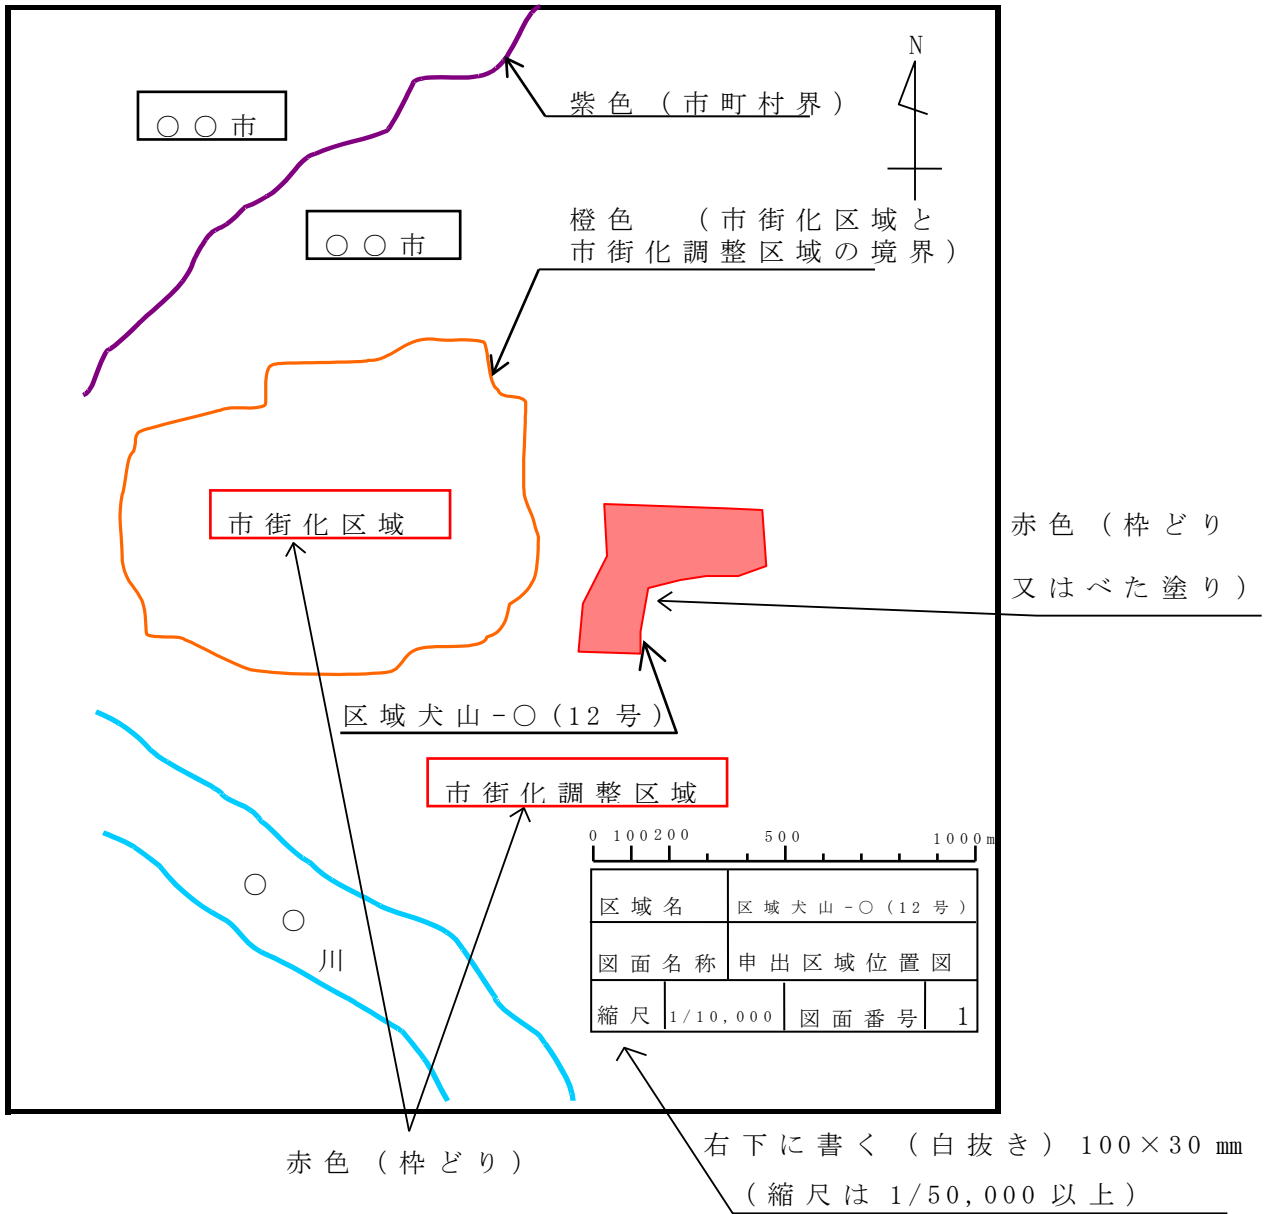 N
紫色（市町村界）
○○市
○○市
橙色　（市街化区域と
市街化調整区域の境界）
市街化区域
赤色（枠どり
又はべた塗り）
区域犬山-○(12号)
市街化調整区域
0 100 200 500 1000m
区域名 区域犬山-○(12号)
図面名称 申出区域位置図
縮尺 1/10,000 図面番号 1
○○川
赤色（枠どり）
右下に書く（白抜き）100×30㎜
（縮尺は 1/50,000 以上）